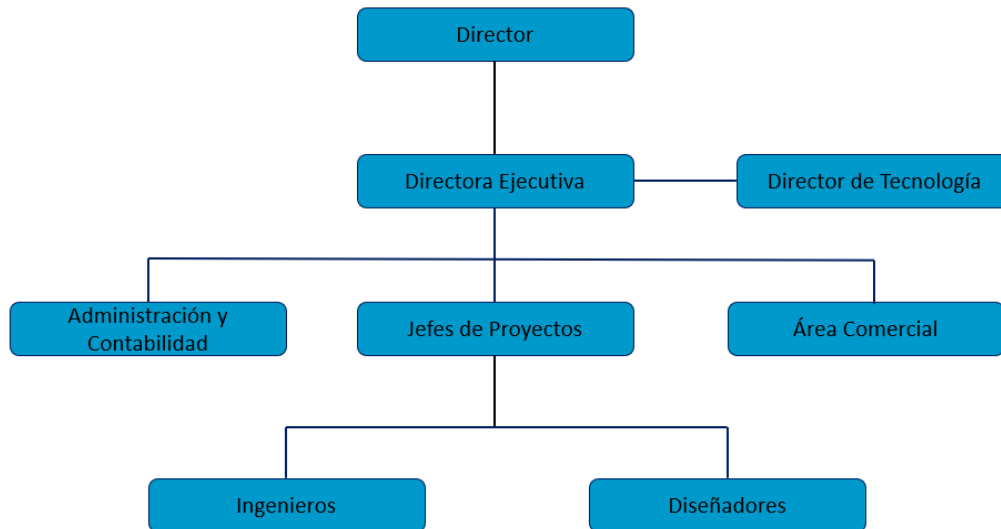 Director
Directora Ejecutiva
Director de Tecnología
Administración y
Contabilidad
Jefes de Proyectos
Área Comercial
Ingenieros
Diseñadores